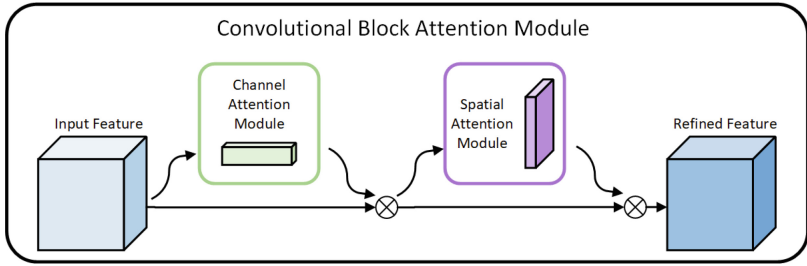 Convolutional Block Attention Module
Input Feature
Channel
Attention
Module
Spatial
Attention
Module
Refined Feature